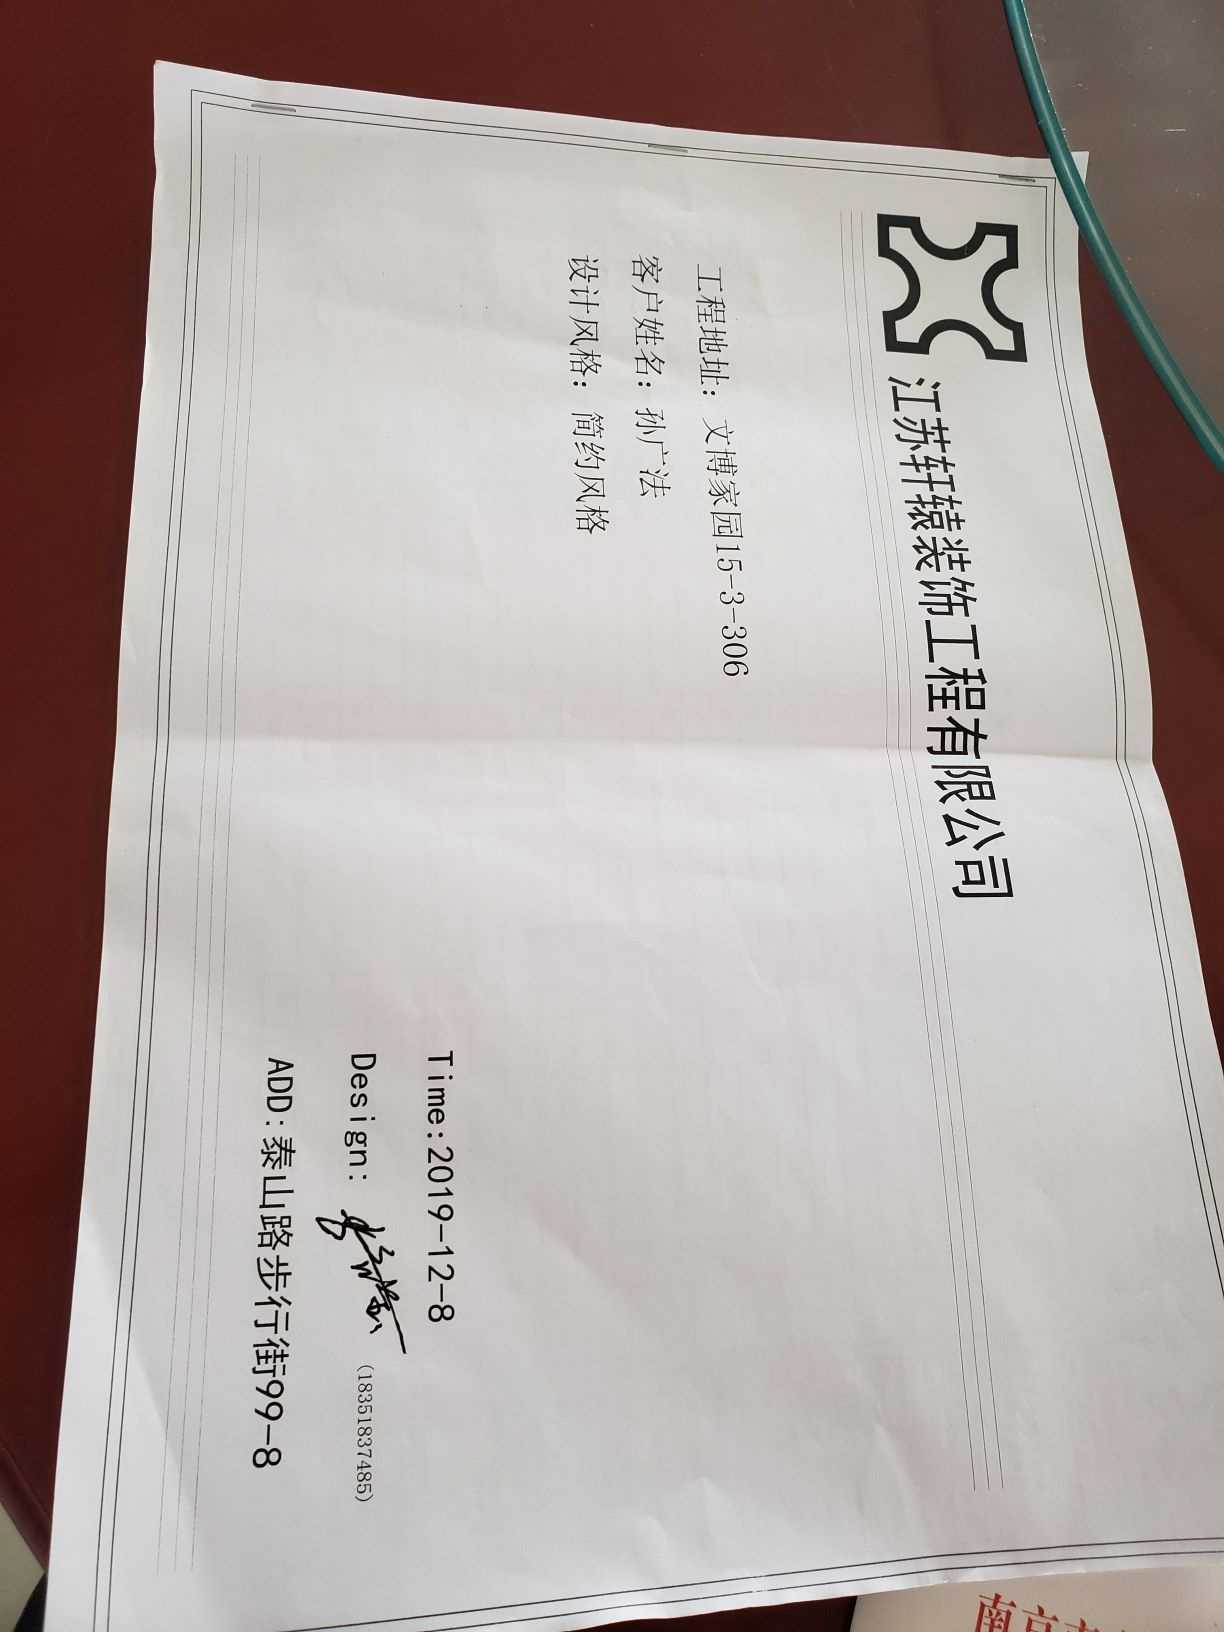 江苏轩辕装饰工程有限公司
工程地址：文博家园15-3-306
客户姓名：孙广法
设计风格：简约风格
Time:2019-12-8
Design:
(18351837485)
ADD:泰山路步行街99-8
南京